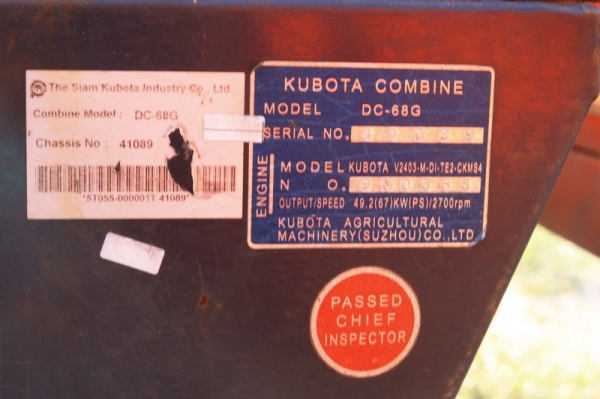 The Siam Kubota Industry Co., Ltd.
Combine Model : DC-68G
Chassis No : 41089
*5T055-000001T 41089*
KUBOTA COMBINE
MODEL DC-68G
SERIAL NO.
ENGINE
MODEL KUBOTA V2403-M-DI-TE2-CKMS4
N O.
OUTPUT/SPEED 49.2(67)KW(PS)/2700rpm
KUBOTA AGRICULTURAL
MACHINERY(SUZHOU)CO.,LTD
PASSED
CHIEF
INSPECTOR